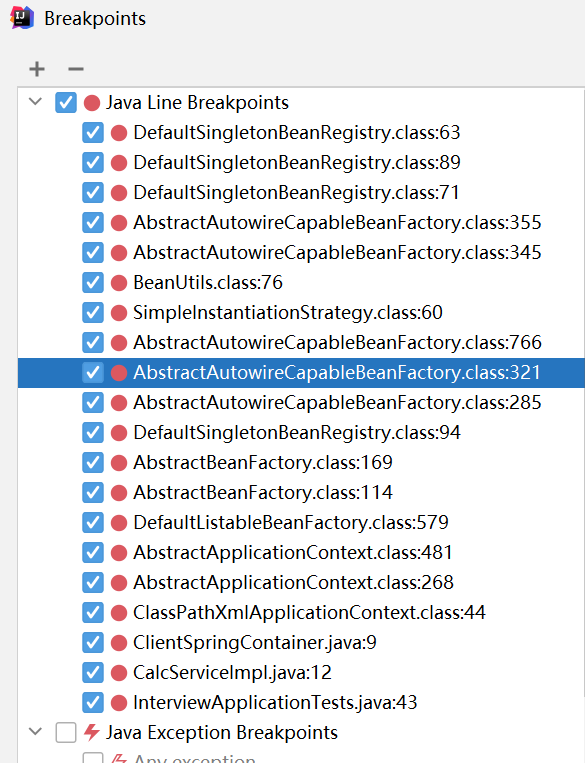 IJ
Breakpoints
Java Line Breakpoints
DefaultSingletonBeanRegistry.class:63
DefaultSingletonBeanRegistry.class:89
DefaultSingletonBeanRegistry.class:71
AbstractAutowireCapableBeanFactory.class:355
AbstractAutowireCapableBeanFactory.class:345
BeanUtils.class:76
SimpleInstantiationStrategy.class:60
AbstractAutowireCapableBeanFactory.class:766
AbstractAutowireCapableBeanFactory.class:321
AbstractAutowireCapableBeanFactory.class:285
DefaultSingletonBeanRegistry.class:94
AbstractBeanFactory.class:169
AbstractBeanFactory.class:114
DefaultListableBeanFactory.class:579
AbstractApplicationContext.class:481
AbstractApplicationContext.class:268
ClassPathXmlApplicationContext.class:44
ClientSpringContainer.java:9
CalcServiceImpl.java:12
InterviewApplicationTests.java:43
Java Exception Breakpoints
Any exception